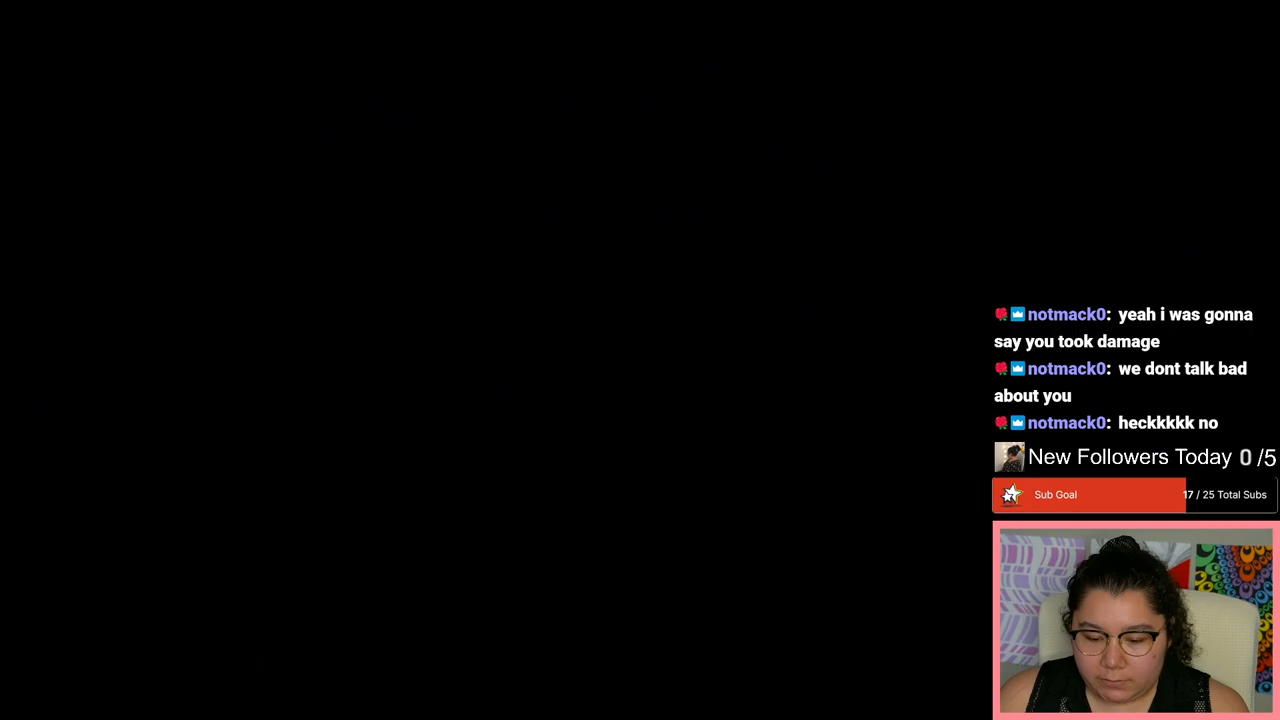 notmack0: yeah i was gonna
say you took damage
notmack0: we dont talk bad
about you
notmack0: heckkkkk no
New Followers Today 0 /5
Sub Goal 17 / 25 Total Subs